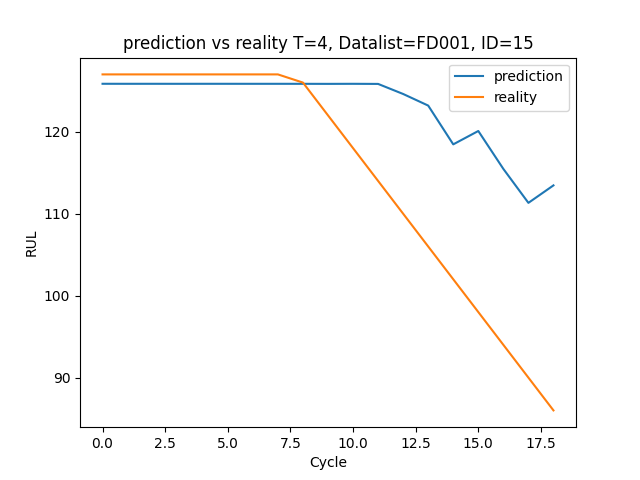 prediction vs reality T=4, Datalist=FD001, ID=15
prediction
reality
RUL
120
110
100
90
0.0 2.5 5.0 7.5 10.0 12.5 15.0 17.5
Cycle